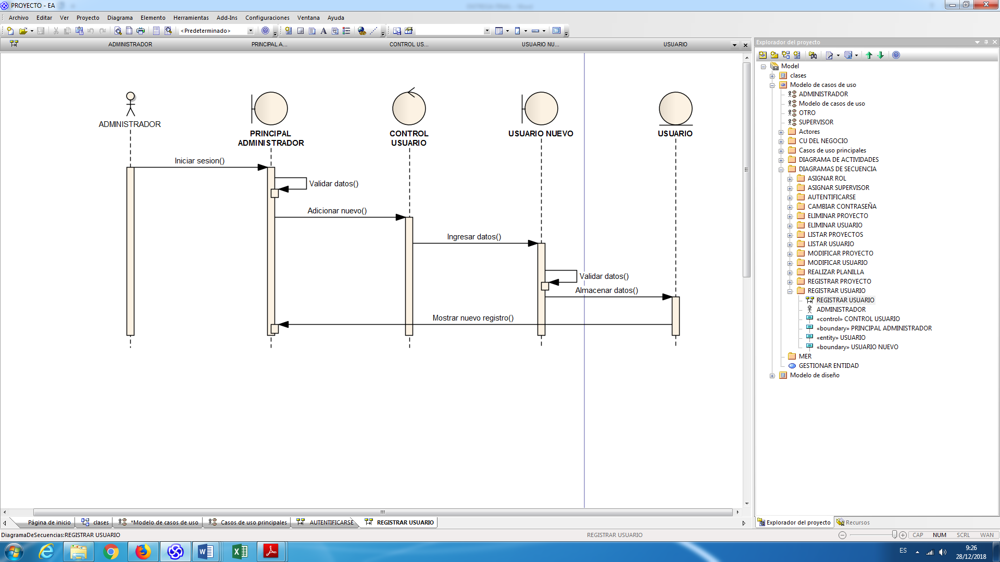 PROYECTO - EA
Archivo Editar Ver Proyecto Diagrama Elemento Herramientas Add-Ins Configuraciones Ventana Ayuda
<Predeterminado>
ADMINISTRADOR PRINCIPAL A... CONTROL US... USUARIO NU... USUARIO
ADMINISTRADOR
PRINCIPAL
ADMINISTRADOR
CONTROL
USUARIO
USUARIO NUEVO
USUARIO
Iniciar sesion()
Validar datos()
Adicionar nuevo()
Ingresar datos()
Validar datos()
Almacenar datos()
Mostrar nuevo registro()
Explorador del proyecto
Model
clases
Modelo de casos de uso
ADMINISTRADOR
Modelo de casos de uso
OTRO
SUPERVISOR
Actores
CU DEL NEGOCIO
Casos de uso principales
DIAGRAMA DE ACTIVIDADES
DIAGRAMAS DE SECUENCIA
ASIGNAR ROL
ASIGNAR SUPERVISOR
AUTENTIFICARSE
CAMBIAR CONTRASEÑA
ELIMINAR PROYECTO
ELIMINAR USUARIO
LISTAR PROYECTOS
LISTAR USUARIO
MODIFICAR PROYECTO
MODIFICAR USUARIO
REALIZAR PLANILLA
REGISTRAR PROYECTO
REGISTRAR USUARIO
REGISTRAR USUARIO
ADMINISTRADOR
«control» CONTROL USUARIO
«boundary» PRINCIPAL ADMINISTRADOR
«entity» USUARIO
«boundary» USUARIO NUEVO
MER
GESTIONAR ENTIDAD
Modelo de diseño
Página de inicio clases *Modelo de casos de uso Casos de uso principales AUTENTIFICARSE REGISTRAR USUARIO
Explorador del proyecto Recursos
DiagramaDeSecuencias:REGISTRAR USUARIO REGISTRAR USUARIO CAP NUM SCRL WAN
ES 9:26
28/12/2018